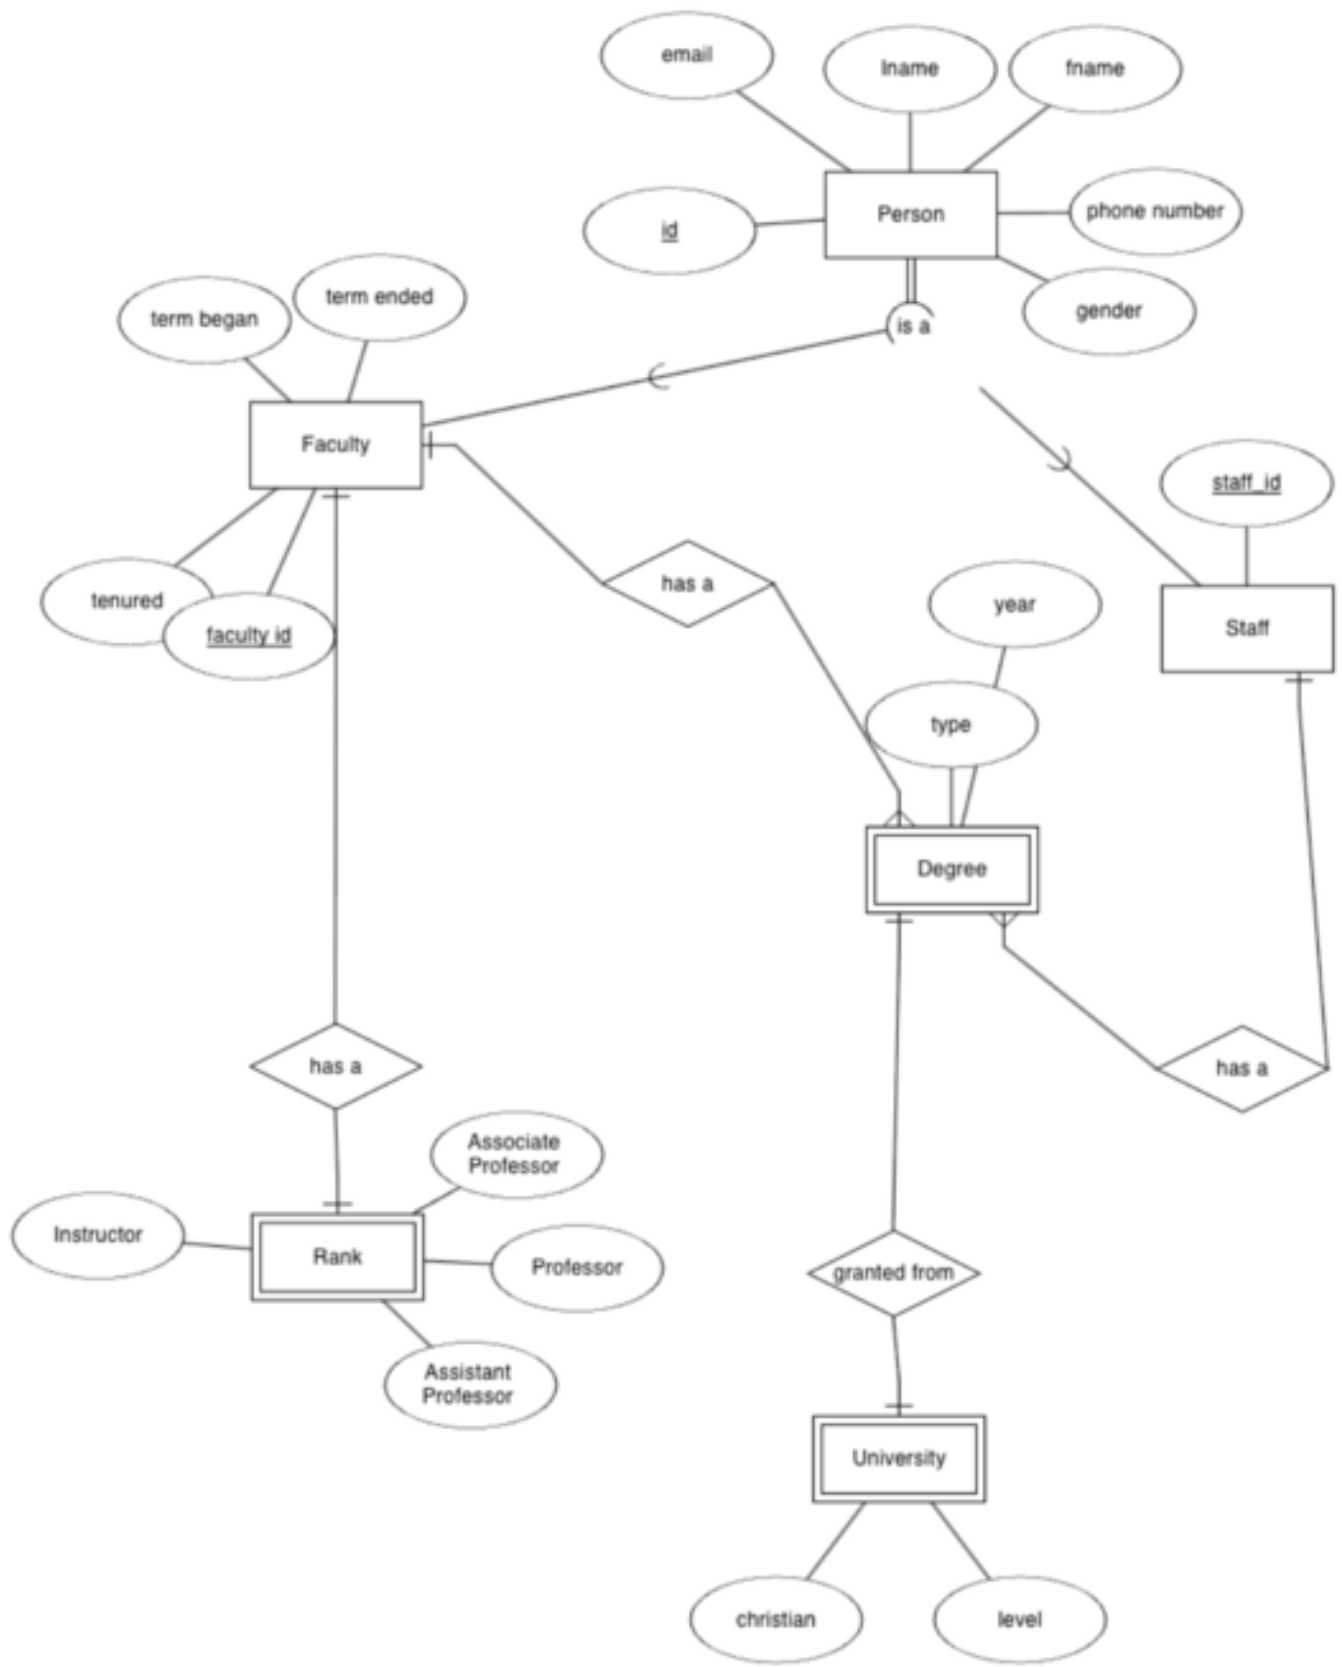 email
lname
fname
id
Person
phone number
gender
is a
term began
term ended
Faculty
tenured
faculty id
has a
staff_id
Staff
year
type
Degree
has a
has a
Associate
Professor
Instructor
Rank
Professor
Assistant
Professor
granted from
University
christian
level